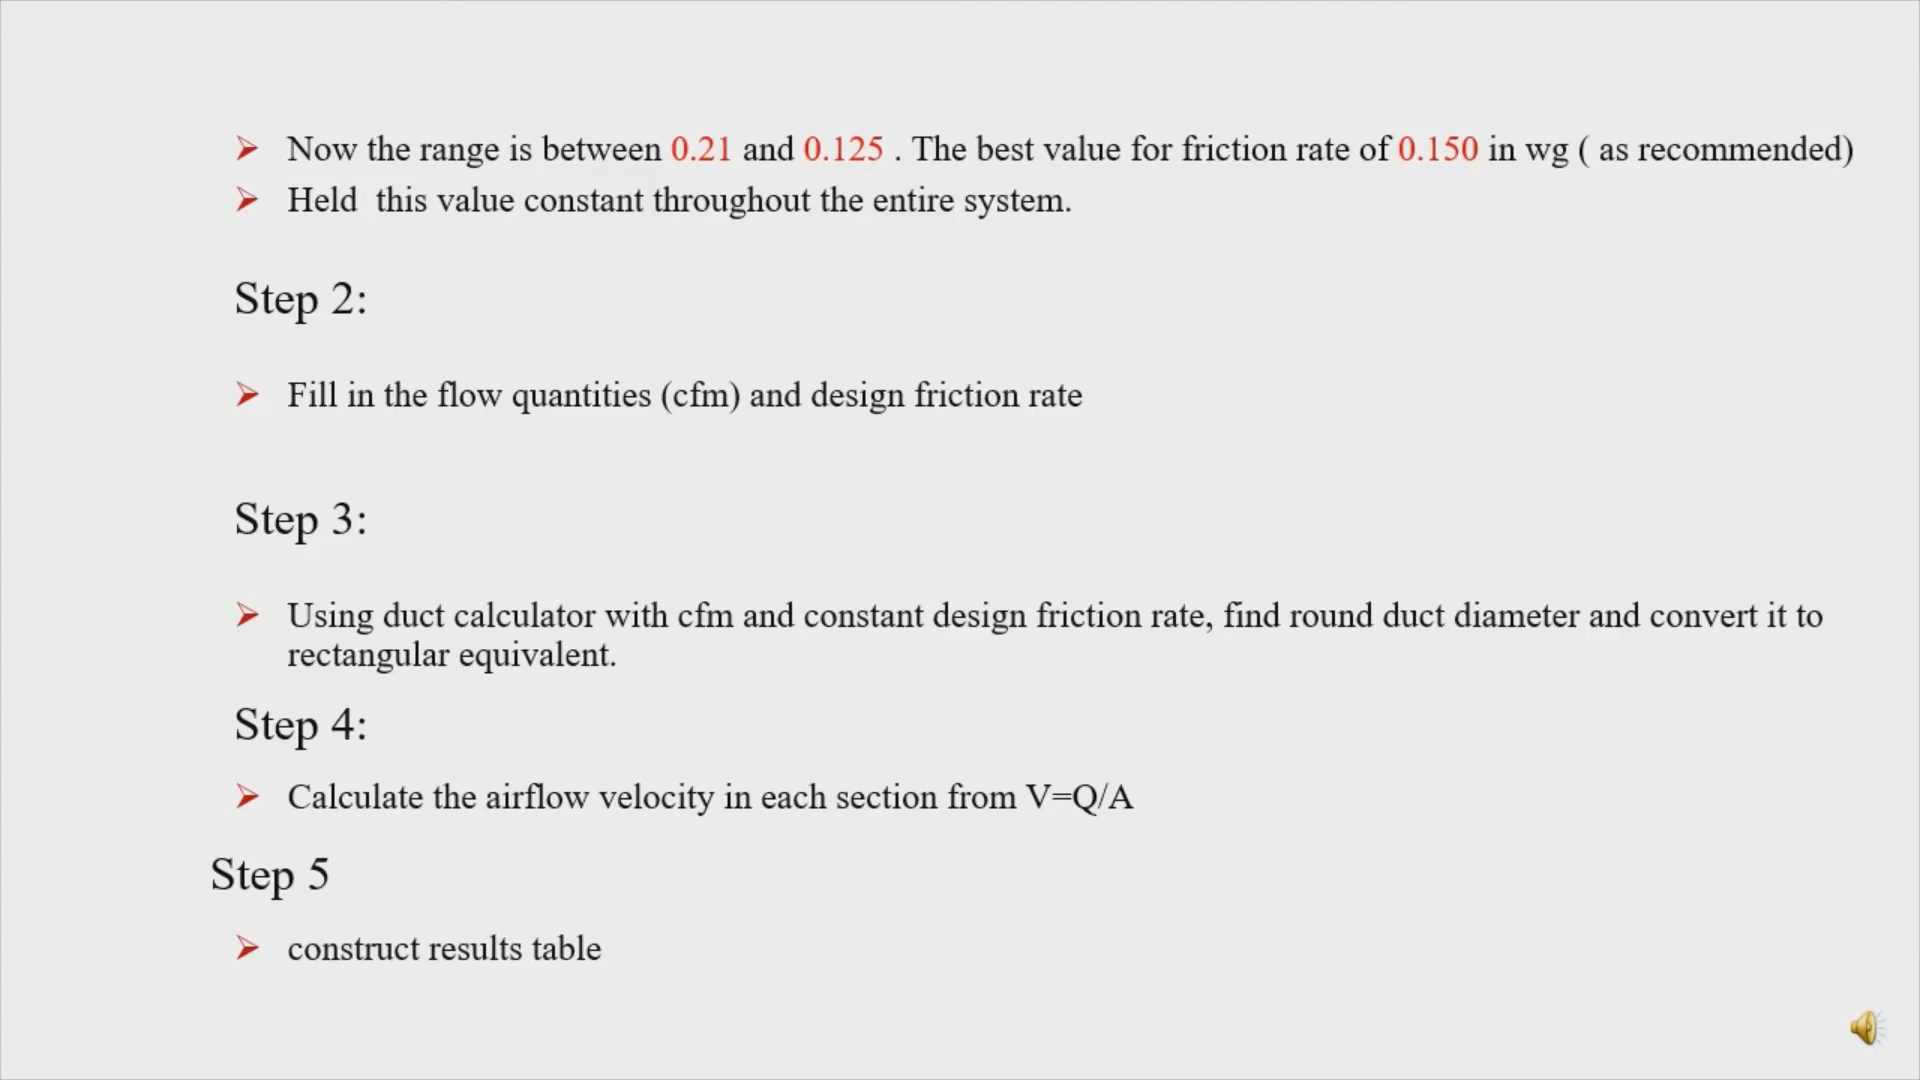 Now the range is between 0.21 and 0.125 . The best value for friction rate of 0.150 in wg ( as recommended)
Held this value constant throughout the entire system.
Step 2:
Fill in the flow quantities (cfm) and design friction rate
Step 3:
Using duct calculator with cfm and constant design friction rate, find round duct diameter and convert it to
rectangular equivalent.
Step 4:
Calculate the airflow velocity in each section from V=Q/A
Step 5
construct results table